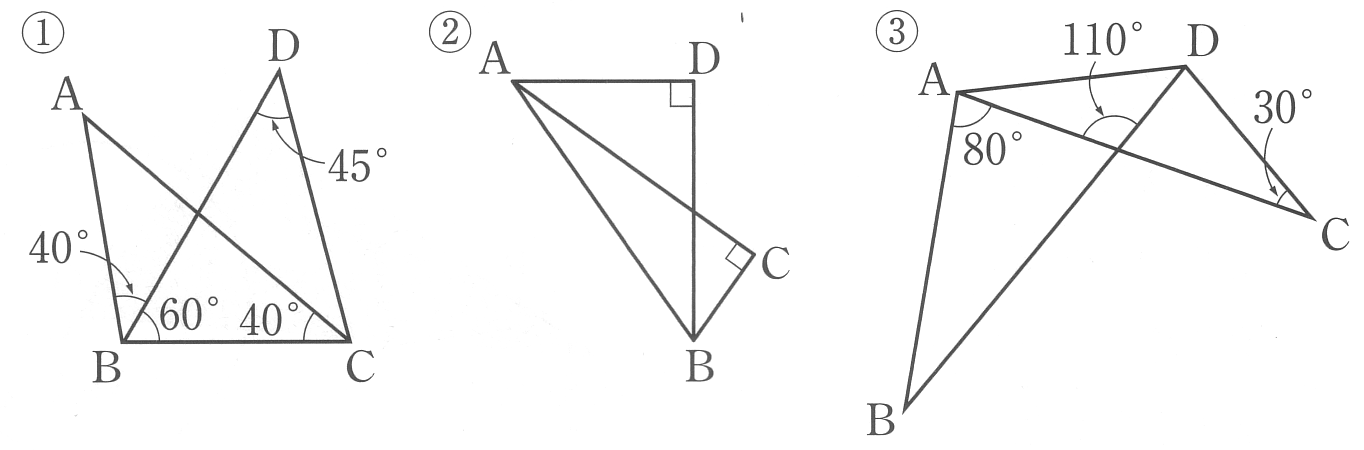 ① D A 45° 40° 60° 40° B C
② A D C B
③ 110° D A 80° 30° C B